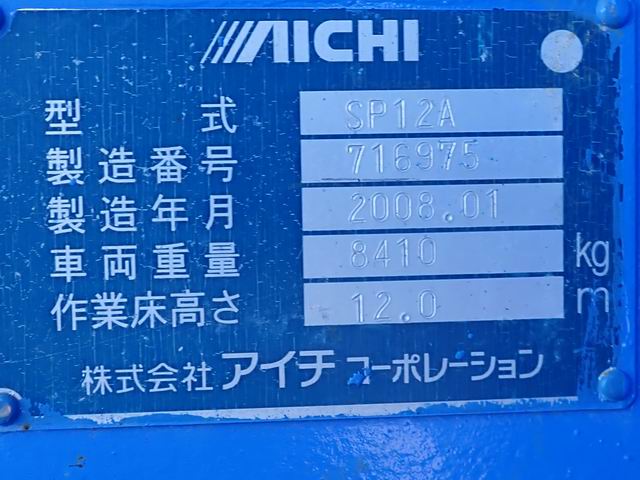 AICHI
型式 SP12A
製造番号 716975
製造年月 2008.01
車両重量 8410 kg
作業床高さ 12.0 m
株式会社 アイチ コーポレーション